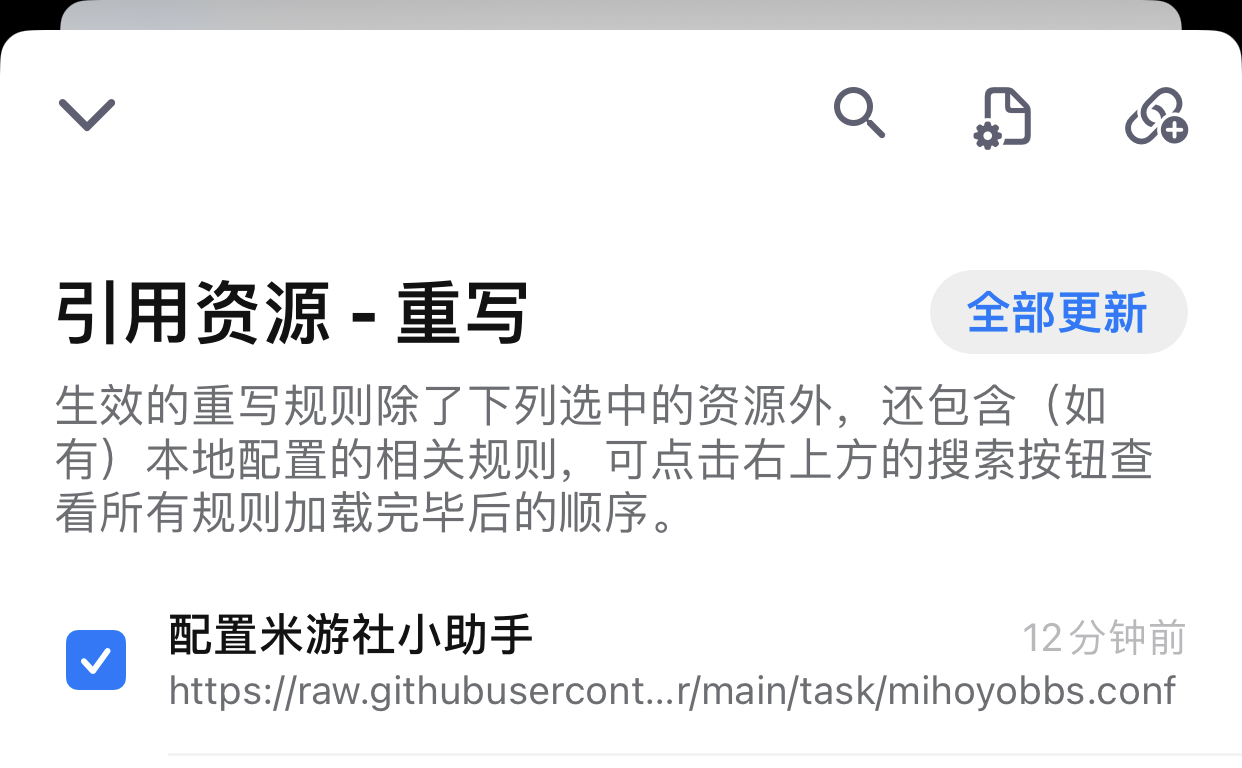 引用资源 - 重写
全部更新
生效的重写规则除了下列选中的资源外，还包含（如
有）本地配置的相关规则，可点击右上方的搜索按钮查
看所有规则加载完毕后的顺序。
配置米游社小助手
12分钟前
https://raw.githubusercont...r/main/task/mihoyobbs.conf